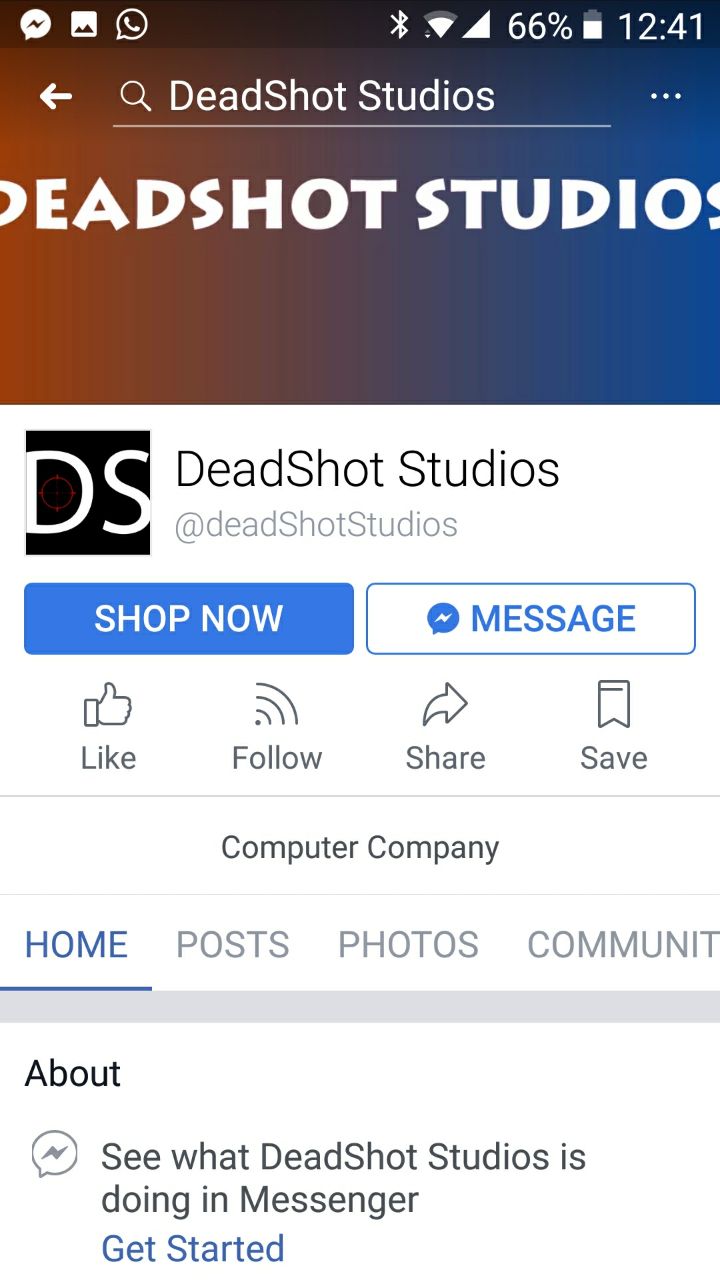 66% 12:41
DeadShot Studios
DEADSHOT STUDIOS
DS
DeadShot Studios
@deadShotStudios
SHOP NOW
MESSAGE
Like Follow Share Save
Computer Company
HOME POSTS PHOTOS COMMUNIT
About
See what DeadShot Studios is
doing in Messenger
Get Started